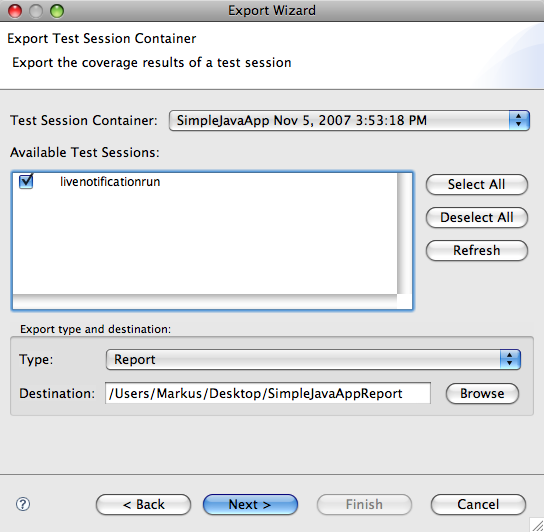 Export Wizard
Export Test Session Container
Export the coverage results of a test session
Test Session Container: SimpleJavaApp Nov 5, 2007 3:53:18 PM
Available Test Sessions:
livenotificationrun
Select All
Deselect All
Refresh
Export type and destination:
Type: Report
Destination: /Users/Markus/Desktop/SimpleJavaAppReport Browse
? < Back Next > Finish Cancel